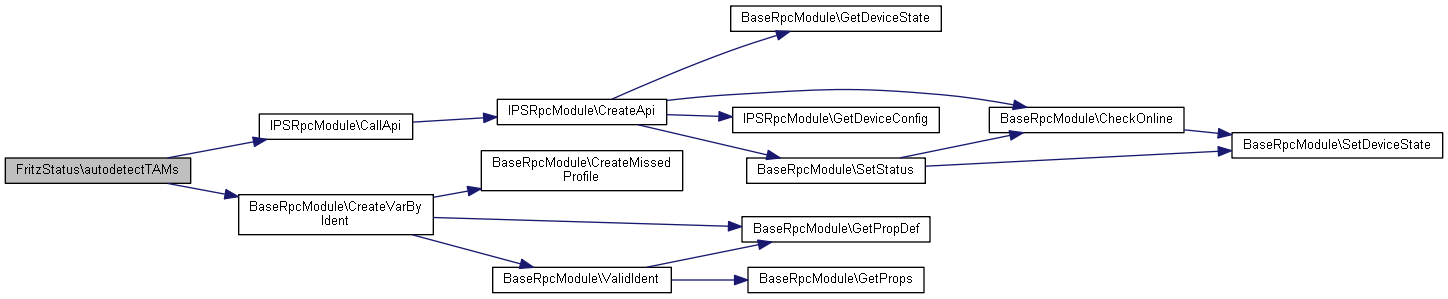 BaseRpcModule\GetDeviceState
IPSRpcModule\CreateApi
IPSRpcModule\CallApi
IPSRpcModule\GetDeviceConfig
BaseRpcModule\CheckOnline
BaseRpcModule\SetDeviceState
FritzStatus\autodetectTAMs
BaseRpcModule\CreateMissed
Profile
BaseRpcModule\SetStatus
BaseRpcModule\CreateVarBy
Ident
BaseRpcModule\GetPropDef
BaseRpcModule\ValidIdent
BaseRpcModule\GetProps